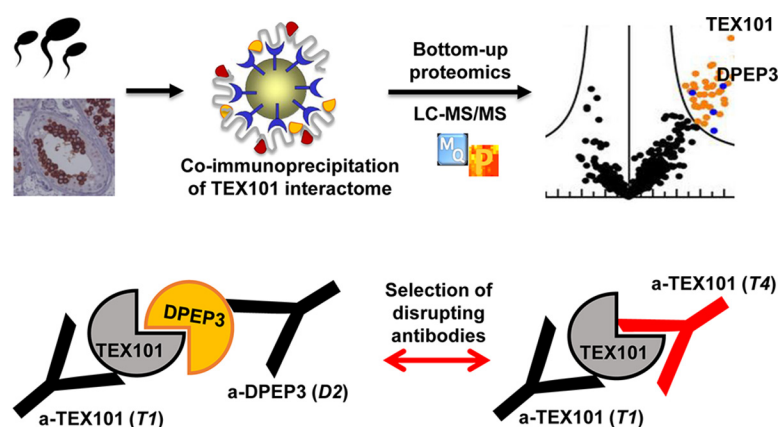 TEX101
DPEP3
Bottom-up
proteomics
LC-MS/MS
M
Q
P
Co-immunoprecipitation
of TEX101 interactome
DPEP3
TEX101
a-DPEP3 (D2)
a-TEX101 (T1)
Selection of
disrupting
antibodies
a-TEX101 (T4)
TEX101
a-TEX101 (T1)